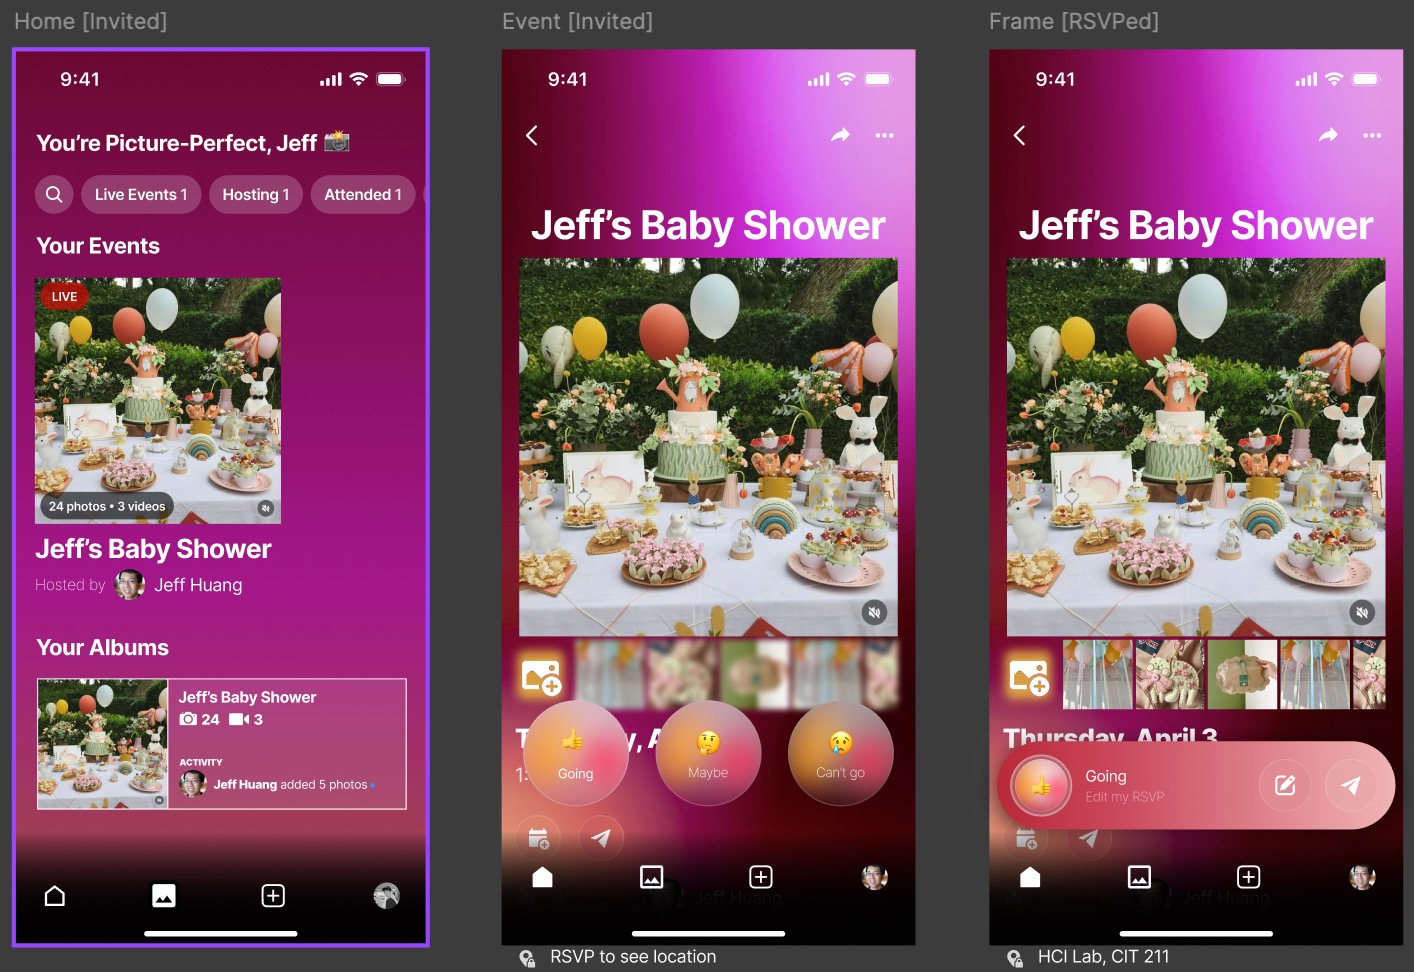 Home [Invited]
9:41
You're Picture-Perfect, Jeff
Live Events 1
Hosting 1
Attended 1
Your Events
LIVE
24 photos • 3 videos
Jeff's Baby Shower
Hosted by
Jeff Huang
Your Albums
Jeff's Baby Shower
24
3
ACTIVITY
Jeff Huang added 5 photos
Event [Invited]
9:41
Jeff's Baby Shower
Going
Maybe
Can't go
Jeff Huang
RSVP to see location
Frame [RSVPed]
9:41
Jeff's Baby Shower
Thursday, April 3
Going
Edit my RSVP
Jeff Huang
HCI Lab, CIT 211